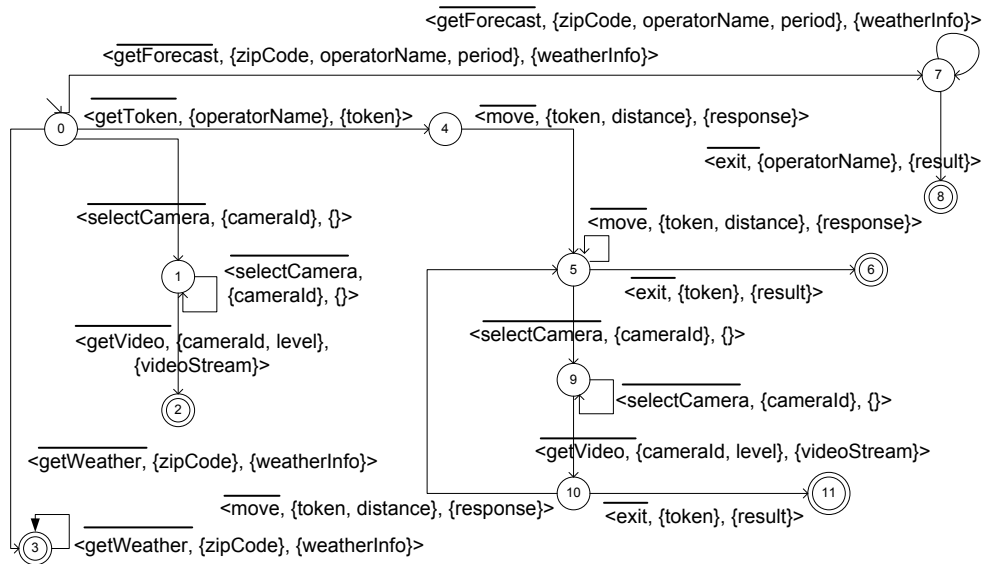 <getForecast, {zipCode, operatorName, period}, {weatherInfo}>
<getForecast, {zipCode, operatorName, period}, {weatherInfo}>
7
<getToken, {operatorName}, {token}>
<move, {token, distance}, {response}>
0
4
<exit, {operatorName}, {result}>
8
<selectCamera, {cameraId}, {}>
<move, {token, distance}, {response}>
1
<selectCamera,
{cameraId}, {}>
5
6
<exit, {token}, {result}>
<getVideo, {cameraId, level},
{videoStream}>
<selectCamera, {cameraId}, {}>
9
<selectCamera, {cameraId}, {}>
2
<getWeather, {zipCode}, {weatherInfo}>
<getVideo, {cameraId, level}, {videoStream}>
10
11
<move, {token, distance}, {response}>
<exit, {token}, {result}>
3
<getWeather, {zipCode}, {weatherInfo}>